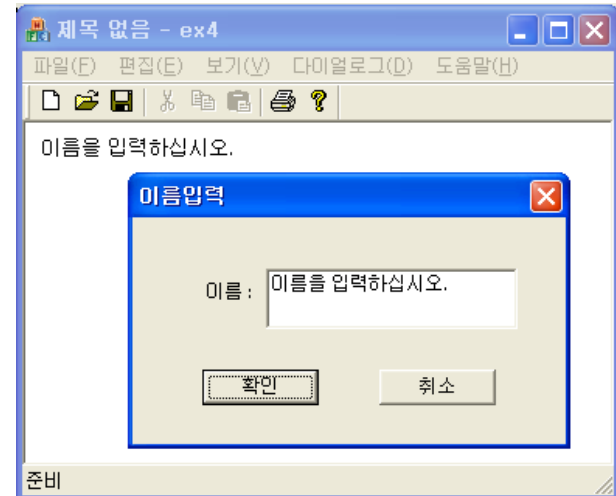 제목 없음 - ex4
파일(F) 편집(E) 보기(V) 다이얼로그(D) 도움말(H)
이름을 입력하십시오.
이름입력
이름 : 이름을 입력하십시오.
확인 취소
준비